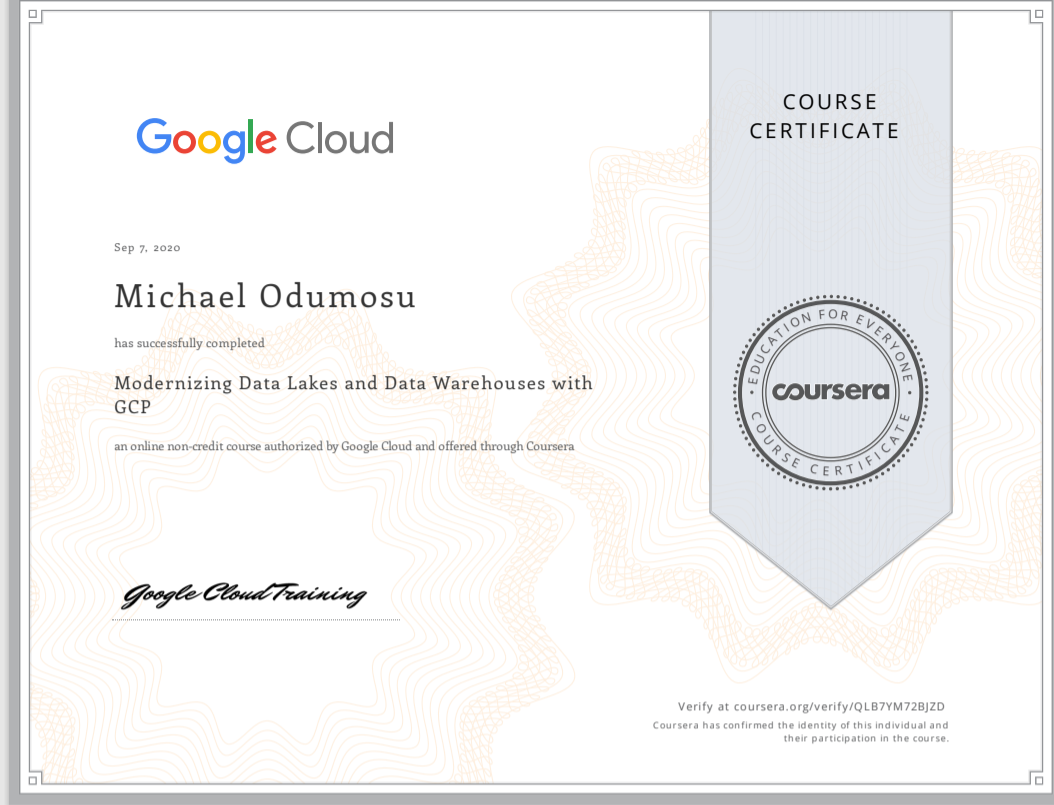 Google Cloud
COURSE
CERTIFICATE
Sep 7, 2020
Michael Odumosu
has successfully completed
Modernizing Data Lakes and Data Warehouses with
GCP
an online non-credit course authorized by Google Cloud and offered through Coursera
EDUCATION FOR EVERYONE
coursera
COURSE CERTIFICATE
Google Cloud Training
Verify at coursera.org/verify/QLB7YM72BJZD
Coursera has confirmed the identity of this individual and
their participation in the course.